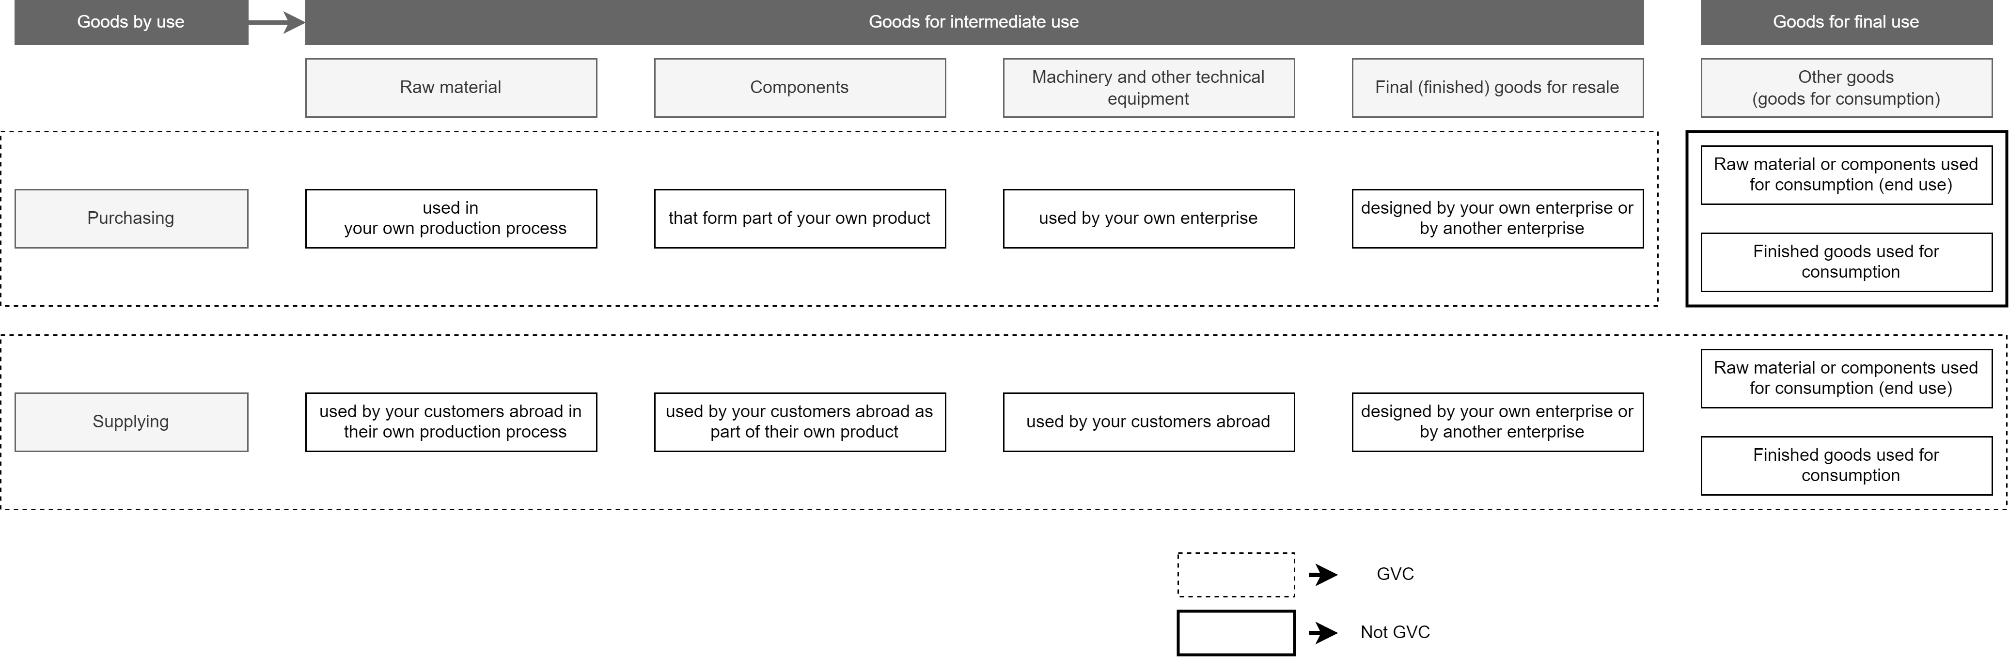 Goods by use
Goods for intermediate use
Goods for final use
Raw material
Components
Machinery and other technical
equipment
Final (finished) goods for resale
Other goods
(goods for consumption)
Purchasing
used in
your own production process
that form part of your own product
used by your own enterprise
designed by your own enterprise or
by another enterprise
Raw material or components used
for consumption (end use)
Finished goods used for
consumption
Supplying
used by your customers abroad in
their own production process
used by your customers abroad as
part of their own product
used by your customers abroad
designed by your own enterprise or
by another enterprise
Raw material or components used
for consumption (end use)
Finished goods used for
consumption
GVC
Not GVC